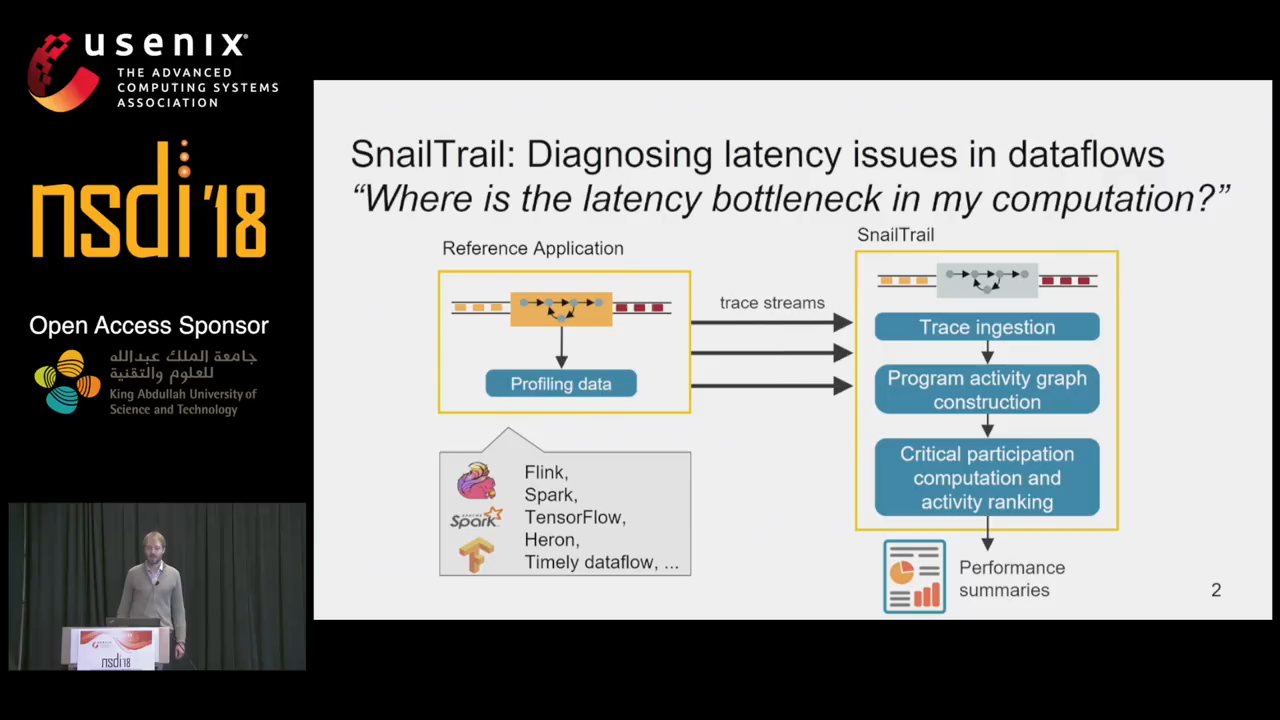 usenix
THE ADVANCED
COMPUTING SYSTEMS
ASSOCIATION
nsdi '18
Open Access Sponsor
جامعة الملك عبدالله
للعلوم والتقنية
King Abdullah University of
Science and Technology
SnailTrail: Diagnosing latency issues in dataflows
“Where is the latency bottleneck in my computation?”
Reference Application
Profiling data
trace streams
SnailTrail
Trace ingestion
Program activity graph
construction
Critical participation
computation and
activity ranking
Performance
summaries
Flink,
Spark,
TensorFlow,
Heron,
Timely dataflow, ...
APACHE
Spark
2
usenix
nsdi'18